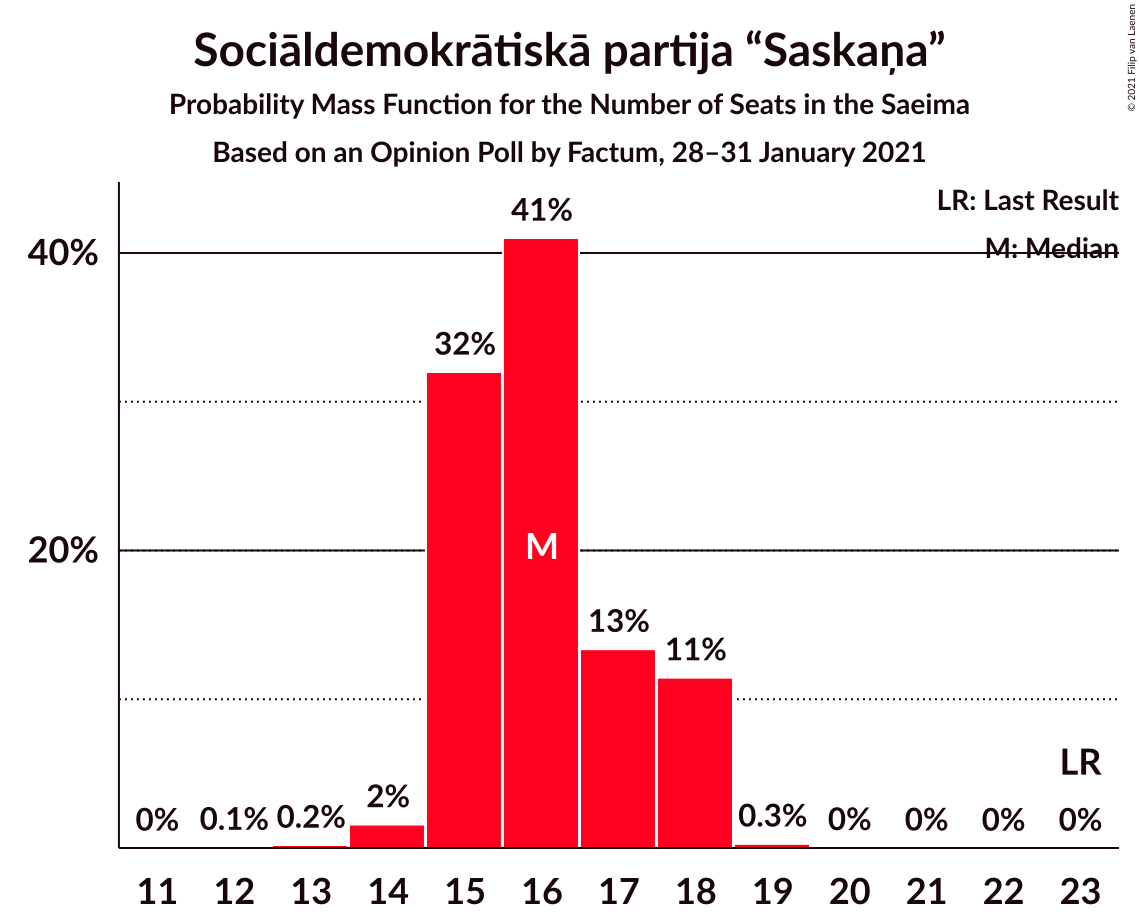 Sociāldemokrātiskā partija “Saskaņa”
Probability Mass Function for the Number of Seats in the Saeima
Based on an Opinion Poll by Factum, 28–31 January 2021
© 2021 Filip van Laenen
LR: Last Result
M: Median
40%
20%
0%
0.1%
0.2%
2%
32%
41%
M
13%
11%
0.3%
0%
0%
0%
LR
0%
11 12 13 14 15 16 17 18 19 20 21 22 23